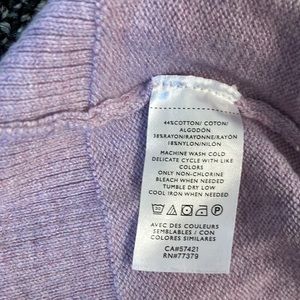 44%COTTON/ COTON/
ALGODÓN
38%RAYON/RAYONNE/RAYÓN
18%NYLON/NILÓN
MACHINE WASH COLD
DELICATE CYCLE WITH LIKE
COLORS
ONLY NON-CHLORINE
BLEACH WHEN NEEDED
TUMBLE DRY LOW
COOL IRON WHEN NEEDED
AVEC DES COULEURS
SEMBLABLES / CON
COLORES SIMILARES
CA#57421
RN#77379